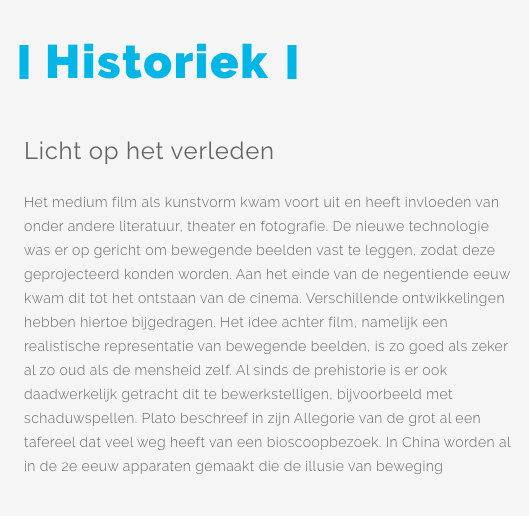 | Historiek |
Licht op het verleden
Het medium film als kunstvorm kwam voort uit en heeft invloeden van
onder andere literatuur, theater en fotografie. De nieuwe technologie
was er op gericht om bewegende beelden vast te leggen, zodat deze
geprojecteerd konden worden. Aan het einde van de negentiende eeuw
kwam dit tot het ontstaan van de cinema. Verschillende ontwikkelingen
hebben hiertoe bijgedragen. Het idee achter film, namelijk een
realistische representatie van bewegende beelden, is zo goed als zeker
al zo oud als de mensheid zelf. Al sinds de prehistorie is er ook
daadwerkelijk getracht dit te bewerkstelligen, bijvoorbeeld met
schaduwspellen. Plato beschreef in zijn Allegorie van de grot al een
tafereel dat veel weg heeft van een bioscoopbezoek. In China worden al
in de 2e eeuw apparaten gemaakt die de illusie van beweging